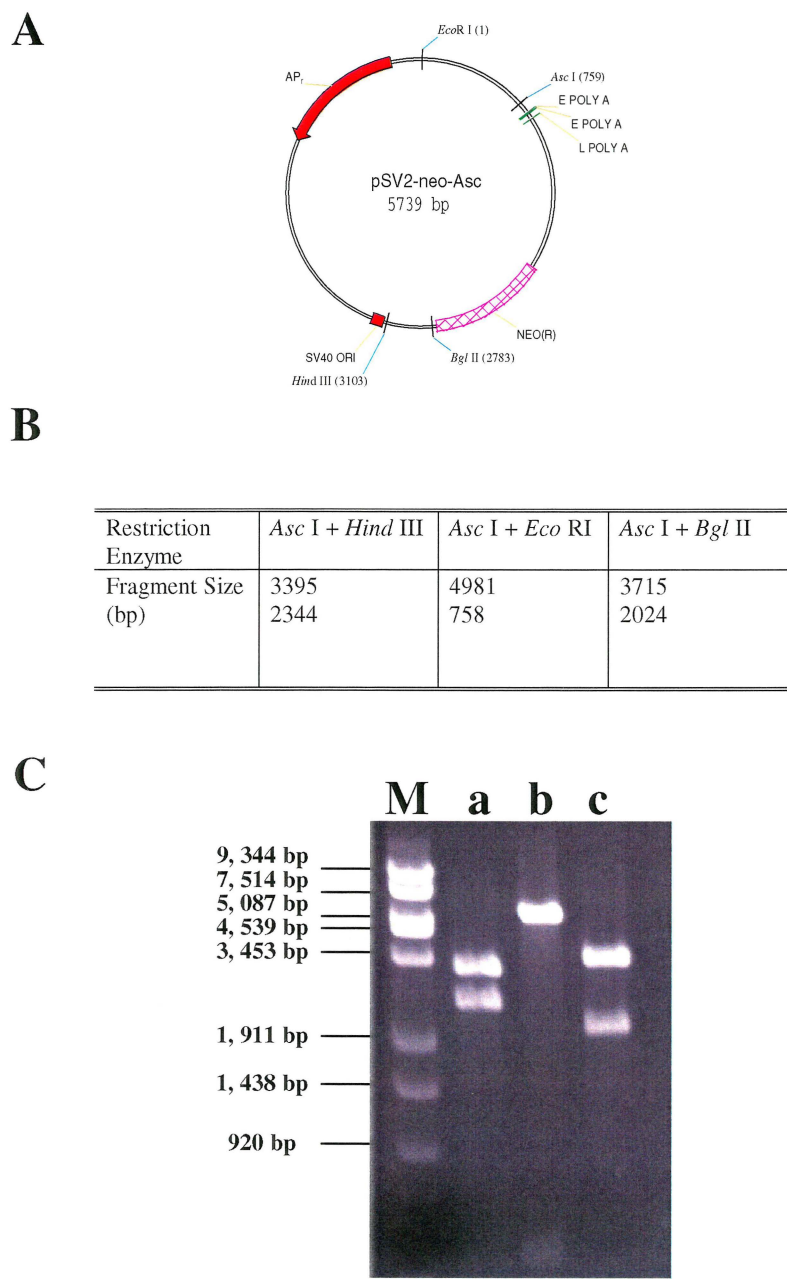 A
EcoR I (1)
Asc I (759)
APr
E POLY A
E POLY A
L POLY A
pSV2-neo-Asc
5739 bp
NEO(R)
SV40 ORI
Bgl II (2783)
Hind III (3103)
B
Restriction Enzyme	Asc I + Hind III	Asc I + Eco RI	Asc I + Bgl II
Fragment Size (bp)	3395	4981	3715
2344	758	2024
C
M a b c
9, 344 bp
7, 514 bp
5, 087 bp
4, 539 bp
3, 453 bp
1, 911 bp
1, 438 bp
920 bp